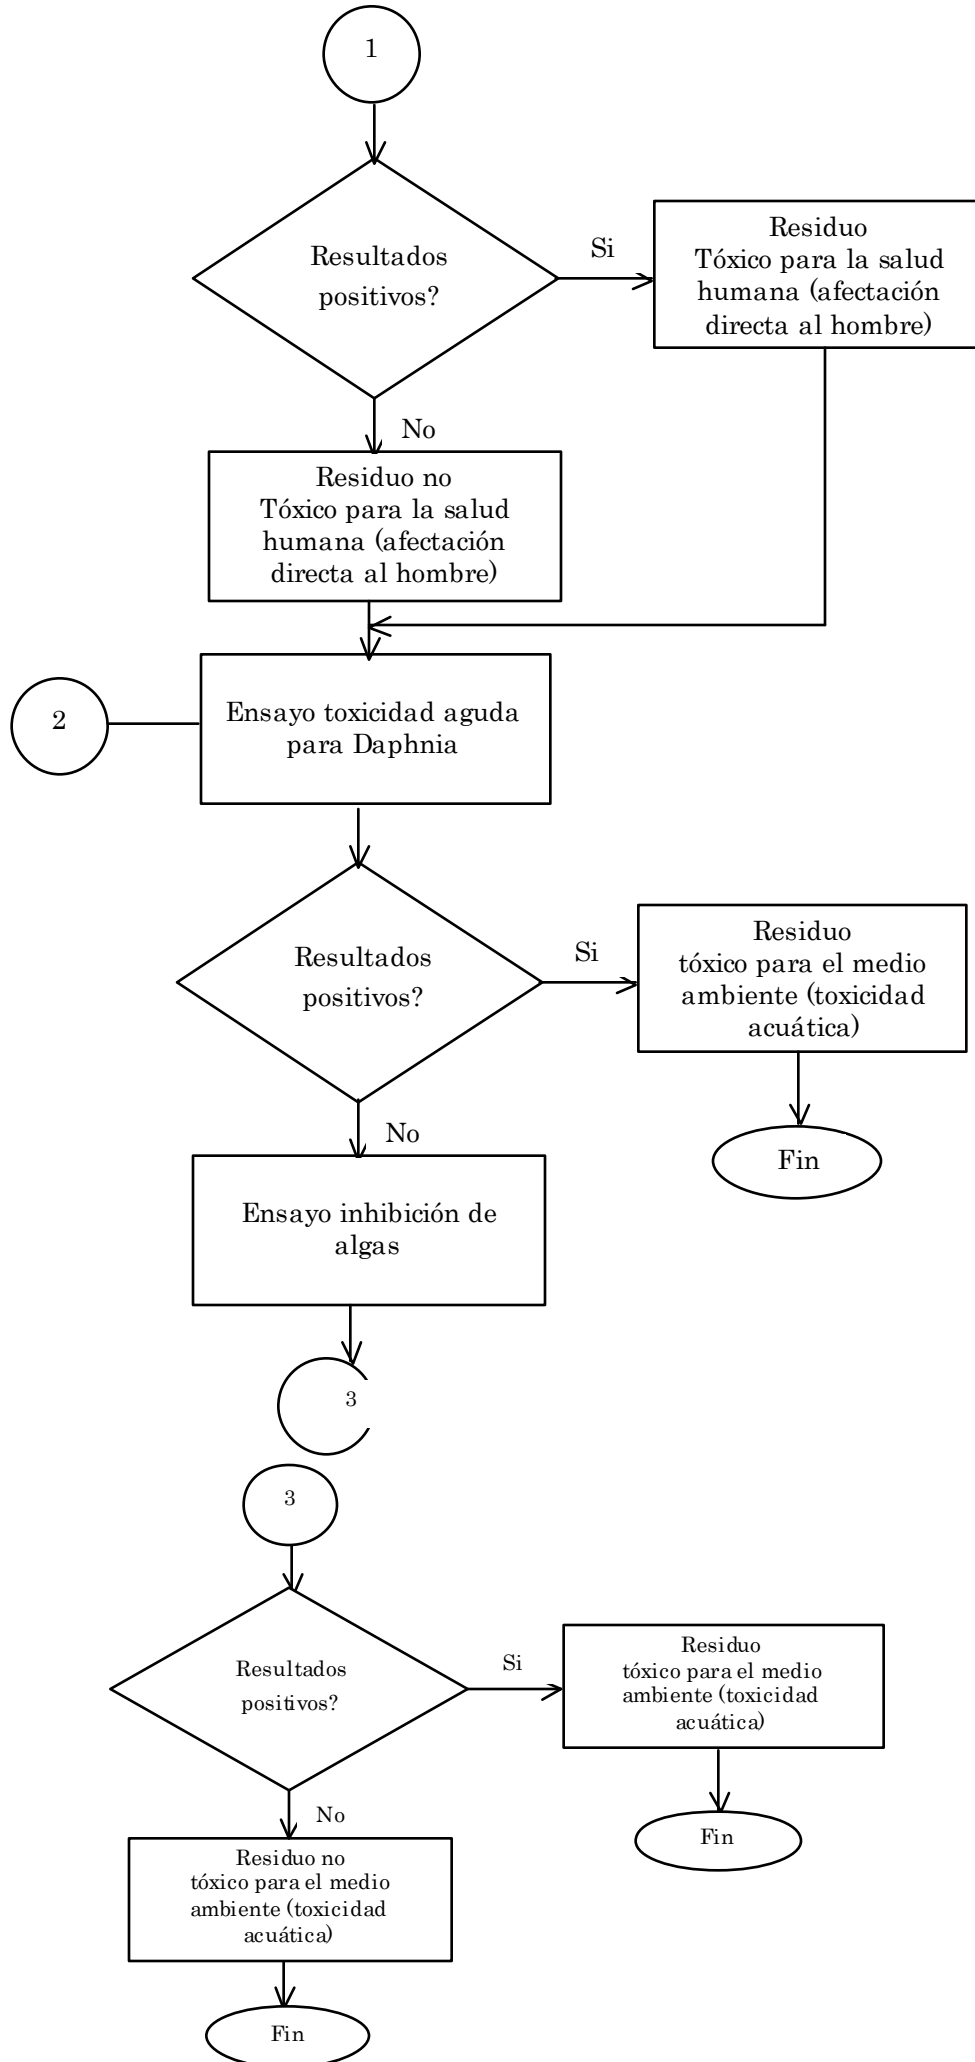 1
Resultados
positivos?
Si
Residuo
Tóxico para la salud
humana (afectación
directa al hombre)
No
Residuo no
Tóxico para la salud
humana (afectación
directa al hombre)
2
Ensayo toxicidad aguda
para Daphnia
Resultados
positivos?
Si
Residuo
tóxico para el medio
ambiente (toxicidad
acuática)
No
Fin
Ensayo inhibición de
algas
3
3
Resultados
positivos?
Si
Residuo
tóxico para el medio
ambiente (toxicidad
acuática)
No
Fin
Residuo no
tóxico para el medio
ambiente (toxicidad
acuática)
Fin